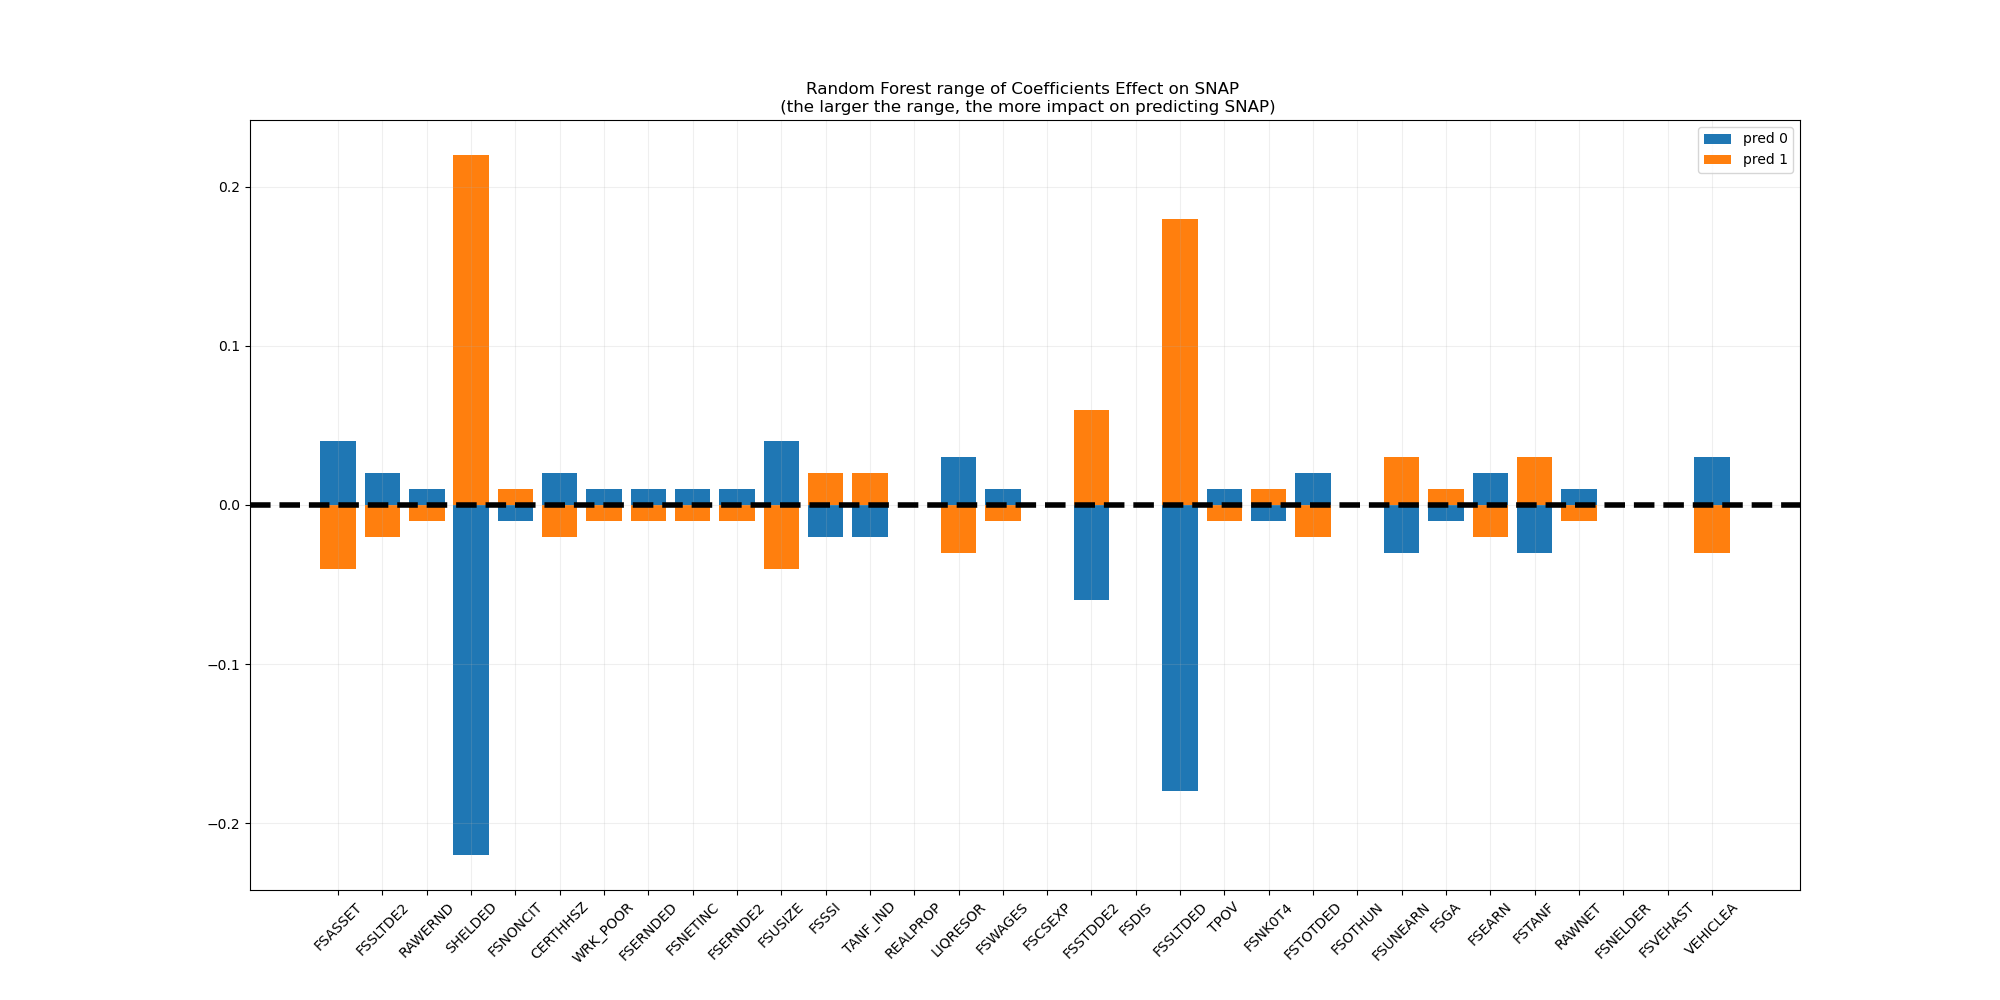 Random Forest range of Coefficients Effect on SNAP
(the larger the range, the more impact on predicting SNAP)
pred 0
pred 1
0.2
0.1
0.0
−0.1
−0.2
FSASSET
FSSLTDE2
RAWERND
SHELDED
FSNONCIT
CERTHHSZ
WRK_POOR
FSERNDED
FSNETINC
FSERNDE2
FSUSIZE
FSSSI
TANF_IND
REALPROP
LIQRESOR
FSWAGES
FSCSEXP
FSSTDDE2
FSDIS
FSSLTDED
TPOV
FSNK0T4
FSTOTDED
FSOTHUN
FSUNEARN
FSGA
FSEARN
FSTANF
RAWNET
FSNELDER
FSVEHAST
VEHICLEA